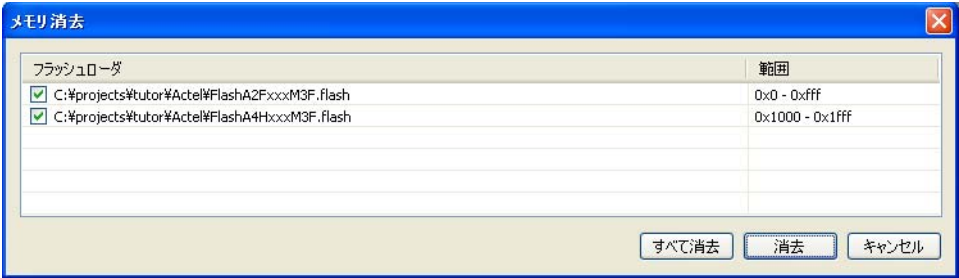 メモリ消去
フラッシュローダ 範囲
C:¥projects¥tutor¥Actel¥FlashA2FxxxM3F.flash 0x0 - 0xfff
C:¥projects¥tutor¥Actel¥FlashA4HxxxM3F.flash 0x1000 - 0x1fff
すべて消去 消去 キャンセル